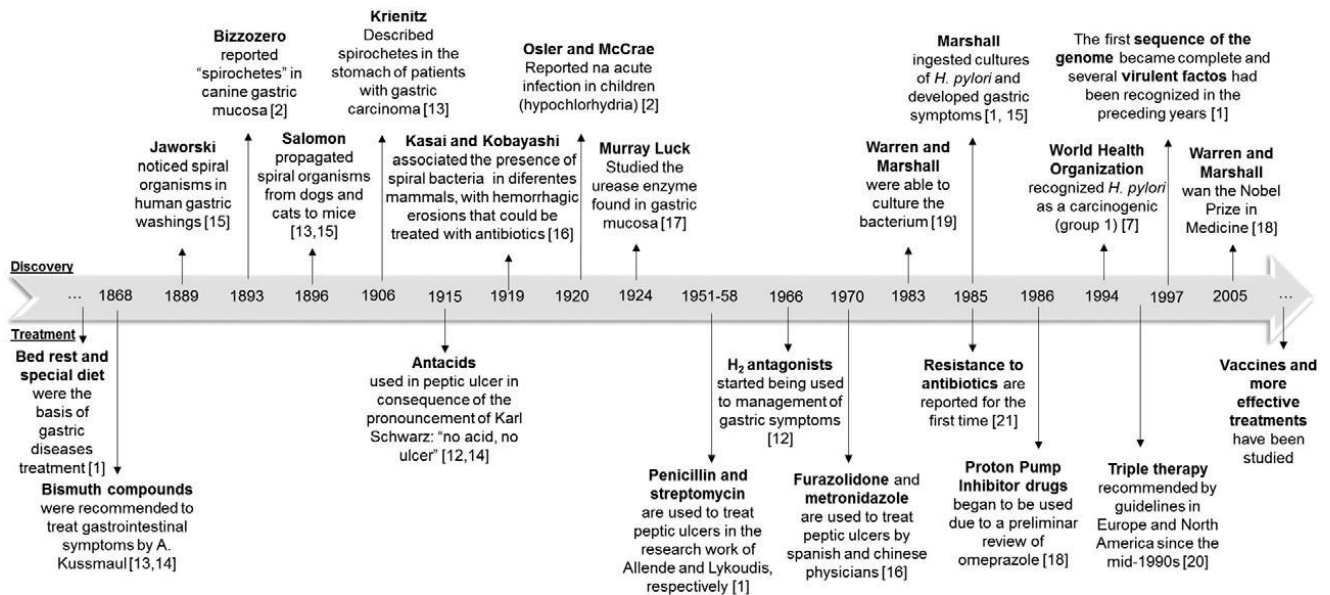 Bizzozero
reported
“spirochetes” in
canine gastric
mucosa [2]
Krienitz
Described
spirochetes in the
stomach of patients
with gastric
carcinoma [13]
Osler and McCrae
Reported na acute
infection in children
(hypochlorhydria) [2]
Marshall
ingested cultures
of H. pylori and
developed gastric
symptoms [1, 15]
The first sequence of the
genome became complete and
several virulent factos had
been recognized in the
preceding years [1]
Jaworski
noticed spiral
organisms in
human gastric
washings [15]
Salomon
propagated
spiral organisms
from dogs and
cats to mice
[13,15]
Kasai and Kobayashi
associated the presence of
spiral bacteria in diferentes
mammals, with hemorrhagic
erosions that could be
treated with antibiotics [16]
Murray Luck
Studied the
urease enzyme
found in gastric
mucosa [17]
Warren and
Marshall
were able to
culture the
bacterium [19]
World Health
Organization
recognized H. pylori
as a carcinogenic
(group 1) [7]
Warren and
Marshall
wan the Nobel
Prize in
Medicine [18]
Discovery
... 1868 1889 1893 1896 1906 1915 1919 1920 1924 1951-58 1966 1970 1983 1985 1986 1994 1997 2005 ...
Treatment
Bed rest and
special diet
were the
basis of
gastric
diseases
treatment [1]
Bismuth compounds
were recommended to
treat gastrointestinal
symptoms by A.
Kussmaul [13,14]
Antacids
used in peptic ulcer in
consequence of the
pronouncement of Karl
Schwarz: “no acid, no
ulcer” [12,14]
Penicillin and
streptomycin
are used to treat
peptic ulcers in the
research work of
Allende and Lykoudis,
respectively [1]
H₂ antagonists
started being used
to management of
gastric symptoms
[12]
Furazolidone and
metronidazole
are used to treat
peptic ulcers by
spanish and chinese
physicians [16]
Resistance to
antibiotics are
reported for the
first time [21]
Proton Pump
Inhibitor drugs
began to be used
due to a preliminar
review of
omeprazole [18]
Triple therapy
recommended by
guidelines in
Europe and North
America since the
mid-1990s [20]
Vaccines and
more
effective
treatments
have been
studied